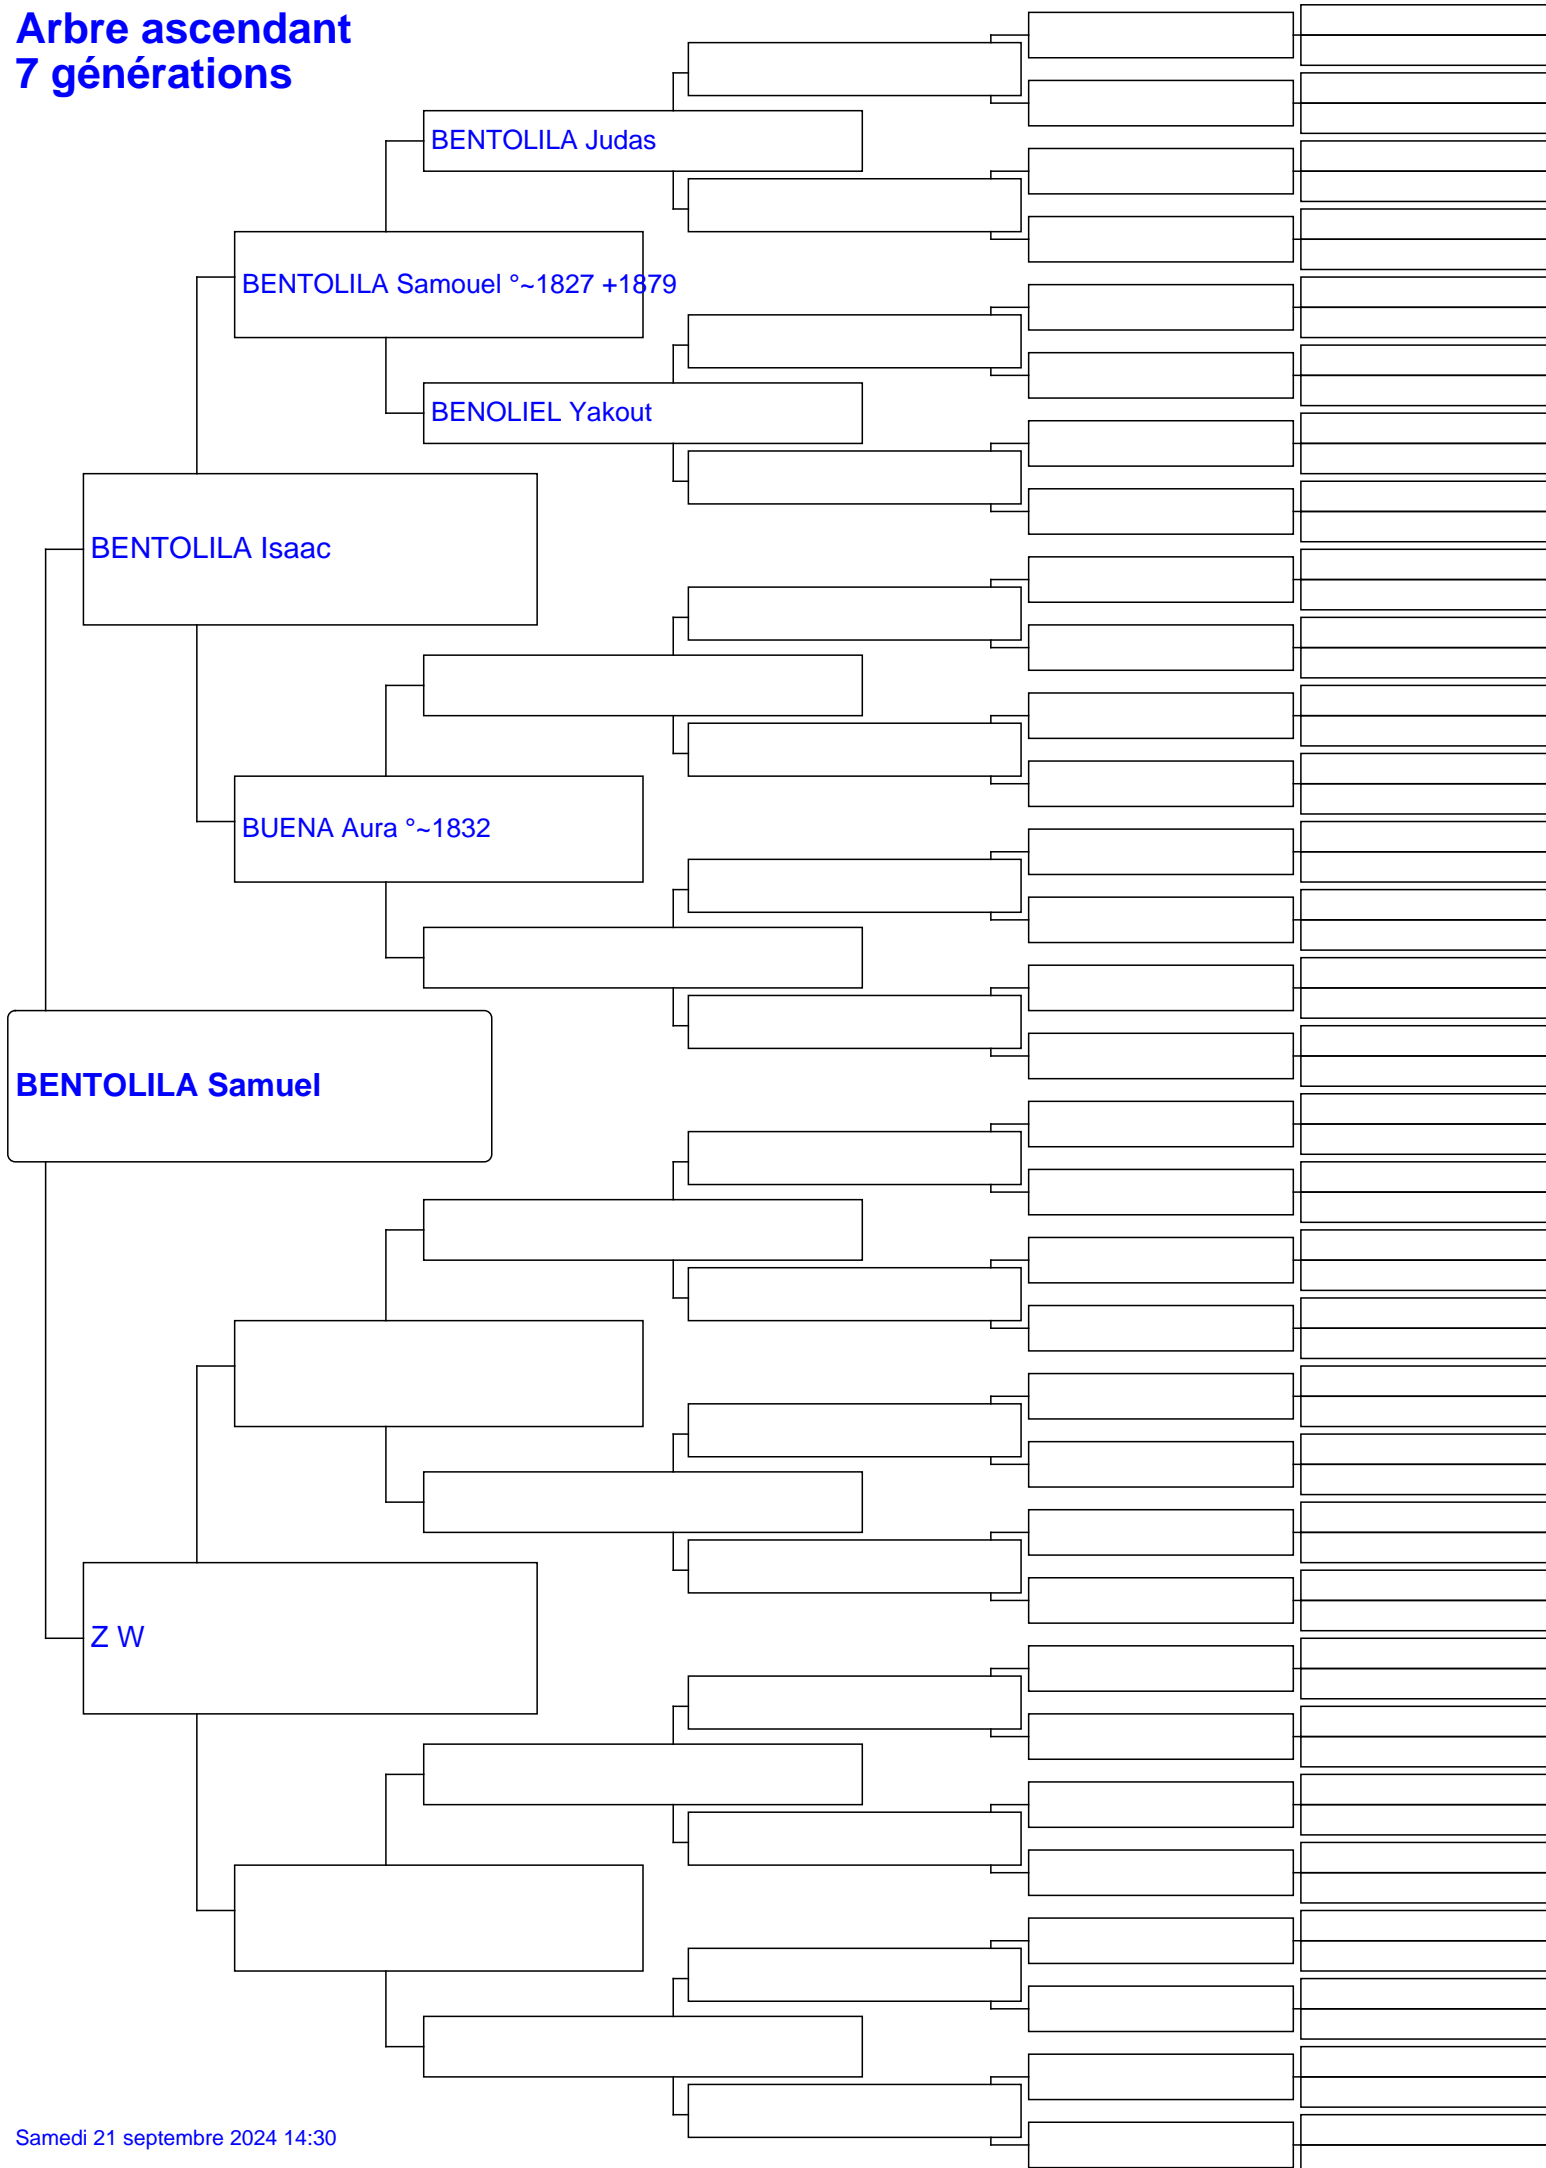 Arbre ascendant
7 générations
BENTOLILA Judas
BENTOLILA Samouel °~1827 +1879
BENOLIEL Yakout
BENTOLILA Isaac
BUENA Aura °~1832
BENTOLILA Samuel
Z W
Samedi 21 septembre 2024 14:30